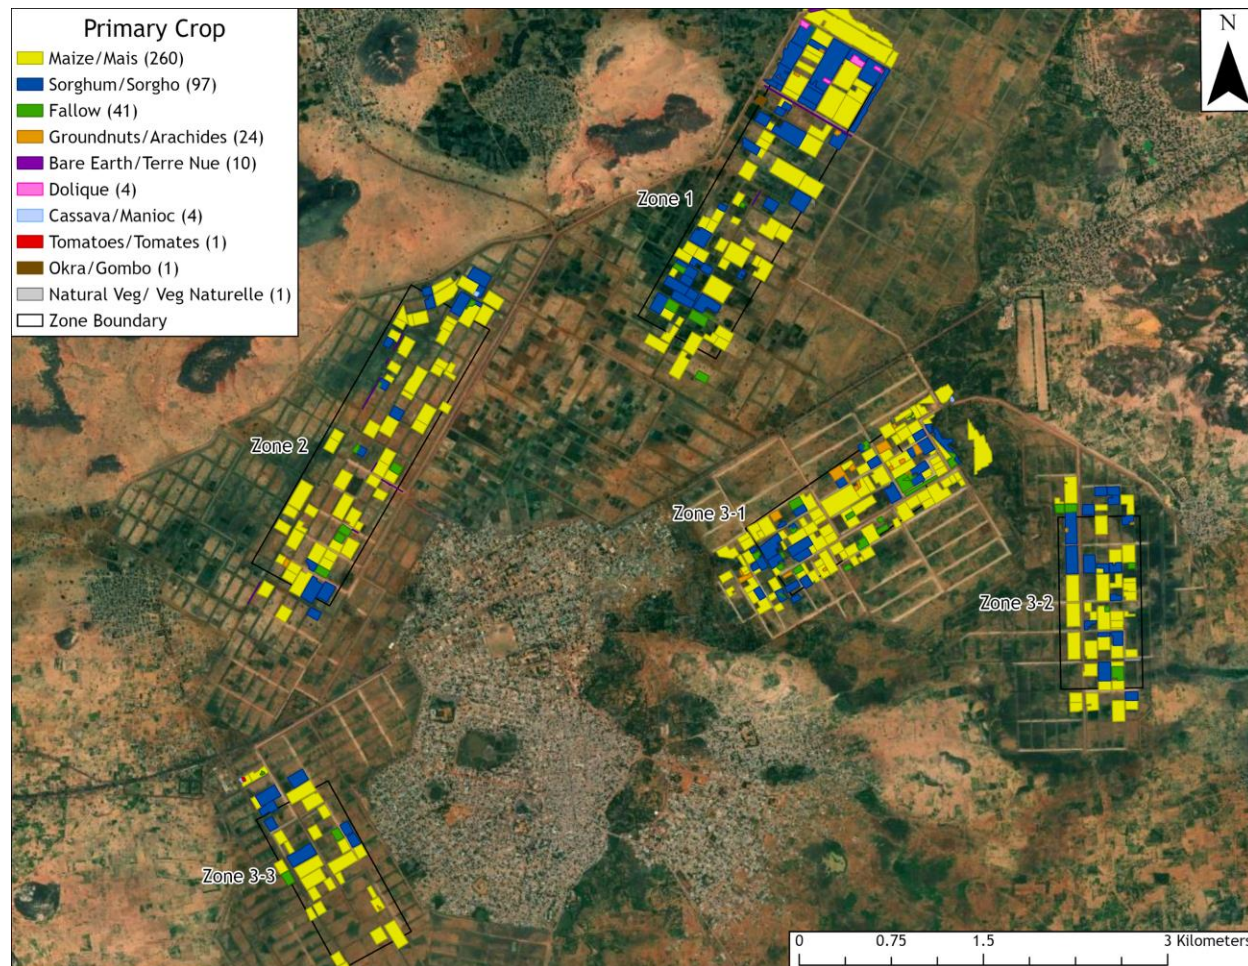 Primary Crop
Maize/Mais (260)
Sorghum/Sorgho (97)
Fallow (41)
Groundnuts/Arachides (24)
Bare Earth/Terre Nue (10)
Dolique (4)
Cassava/Manioc (4)
Tomatoes/Tomates (1)
Okra/Gombo (1)
Natural Veg/ Veg Naturelle (1)
Zone Boundary
N
Zone 1
Zone 2
Zone 3-1
Zone 3-2
Zone 3-3
0 0.75 1.5 3 Kilometers